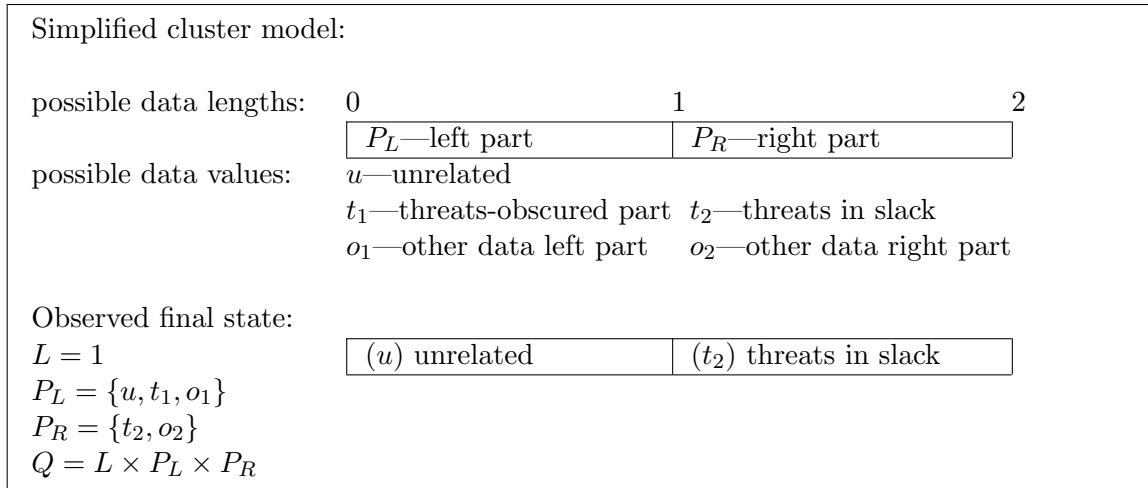 Simplified cluster model:
possible data lengths: 0 1 2
P_L—left part P_R—right part
possible data values: u—unrelated
t_1—threats-obscured part t_2—threats in slack
o_1—other data left part o_2—other data right part
Observed final state:
L = 1 (u) unrelated (t_2) threats in slack
P_L = {u, t_1, o_1}
P_R = {t_2, o_2}
Q = L × P_L × P_R